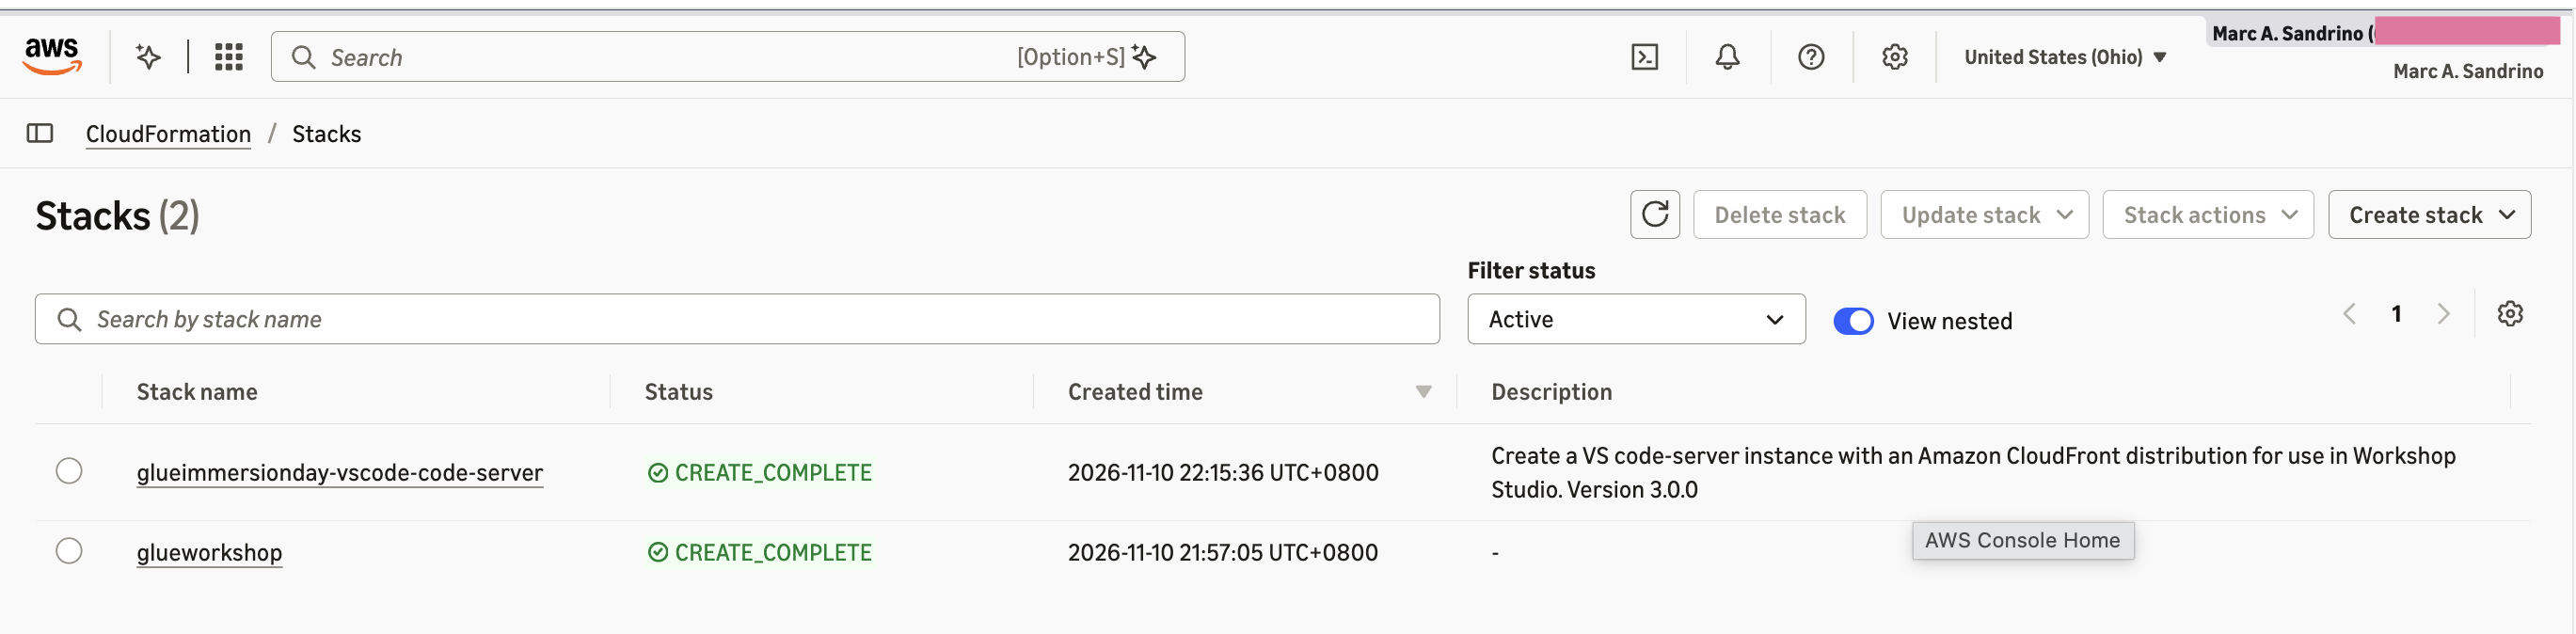 aws
Search [Option+S]
United States (Ohio)
Marc A. Sandrino (
Marc A. Sandrino
CloudFormation / Stacks
Stacks (2)
Delete stack
Update stack
Stack actions
Create stack
Filter status
Search by stack name
Active
View nested
1
Stack name Status Created time Description
glueimmersionday-vscode-code-server CREATE_COMPLETE 2026-11-10 22:15:36 UTC+0800 Create a VS code-server instance with an Amazon CloudFront distribution for use in Workshop
Studio. Version 3.0.0
AWS Console Home
glueworkshop CREATE_COMPLETE 2026-11-10 21:57:05 UTC+0800 -